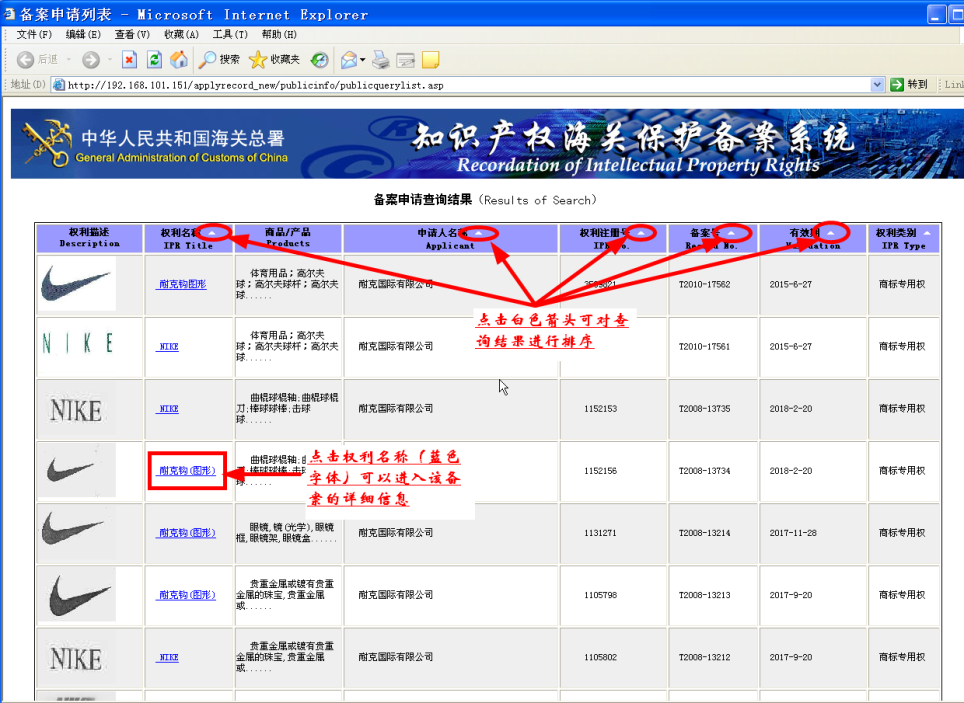 备案申请列表 - Microsoft Internet Explorer
文件(F) 编辑(E) 查看(V) 收藏(A) 工具(T) 帮助(H)
后退 搜索 收藏夹
地址(D) http://192.168.101.151/applyrecord_new/publicinfo/publicquerylist.asp 转到 Lin
中华人民共和国海关总署
General Administration of Customs of China
知识产权海关保护备案系统
Recordation of Intellectual Property Rights
备案申请查询结果 (Results of Search)
权利描述 权利名称 商品/产品 申请人名称 权利注册号 备案号 有效期 权利类别
Description IPR Title Products Applicant IPR No. Record No. Validation IPR Type
耐克钩图形 体育用品;高尔夫
球;高尔夫球杆;高尔夫
球......
耐克国际有限公司 T2010-17562 2015-6-27 商标专用权
点击白色箭头可对查
询结果进行排序
NIKE
NIKE 体育用品;高尔夫
球;高尔夫球杆;高尔夫
球......
耐克国际有限公司 T2010-17561 2015-6-27 商标专用权
NIKE
NIKE 曲棍球棍轴;曲棍球棍
刀;棒球球棒;击球
球......
耐克国际有限公司 1152153 T2008-13735 2018-2-20 商标专用权
耐克钩(图形) 曲棍球棍轴;
球......
1152156 T2008-13734 2018-2-20 商标专用权
点击权利名称(蓝色
字体)可以进入该备
案的详细信息
耐克钩(图形) 眼镜,镜(光学),眼镜
框,眼镜架,眼镜盒......
耐克国际有限公司 1131271 T2008-13214 2017-11-28 商标专用权
耐克钩(图形) 贵重金属或镀有贵重
金属的珠宝,贵重金属
或......
耐克国际有限公司 1105798 T2008-13213 2017-9-20 商标专用权
NIKE
NIKE 贵重金属或镀有贵重
金属的珠宝,贵重金属
或......
耐克国际有限公司 1105802 T2008-13212 2017-9-20 商标专用权